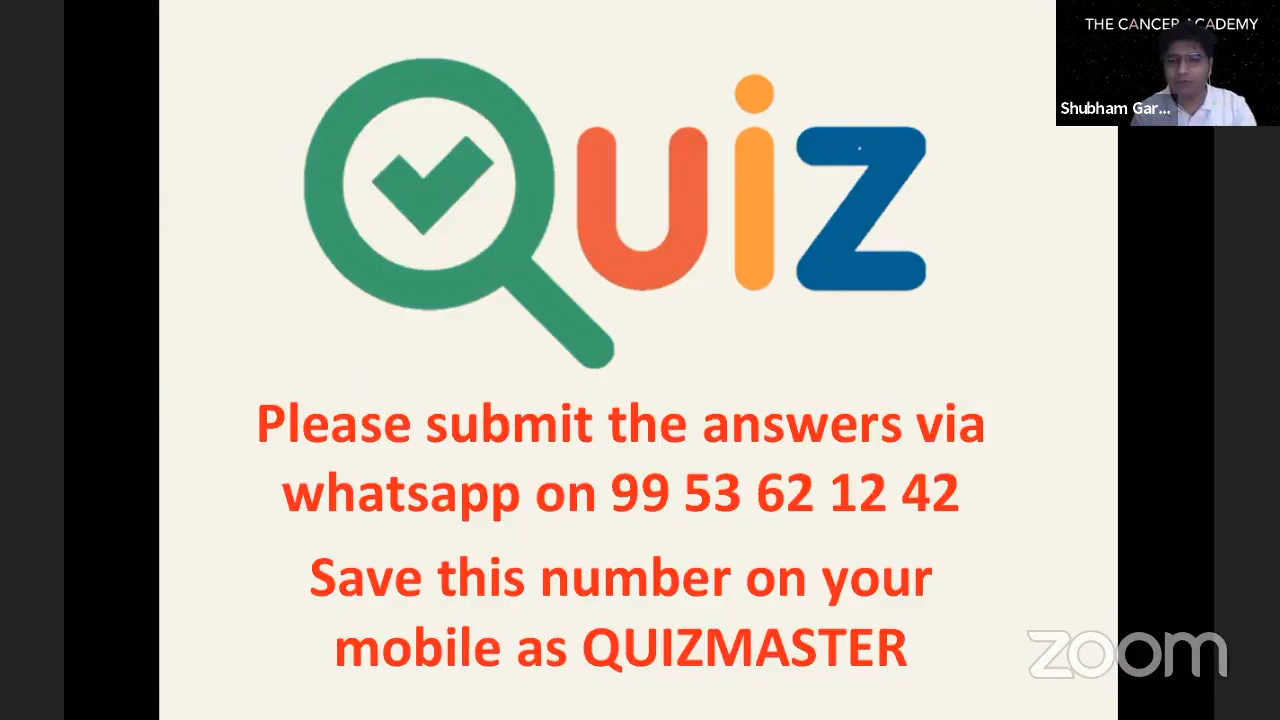 THE CANCER ACADEMY
Shubham Gar...
Quiz
Please submit the answers via
whatsapp on 99 53 62 12 42
Save this number on your
mobile as QUIZMASTER
zoom